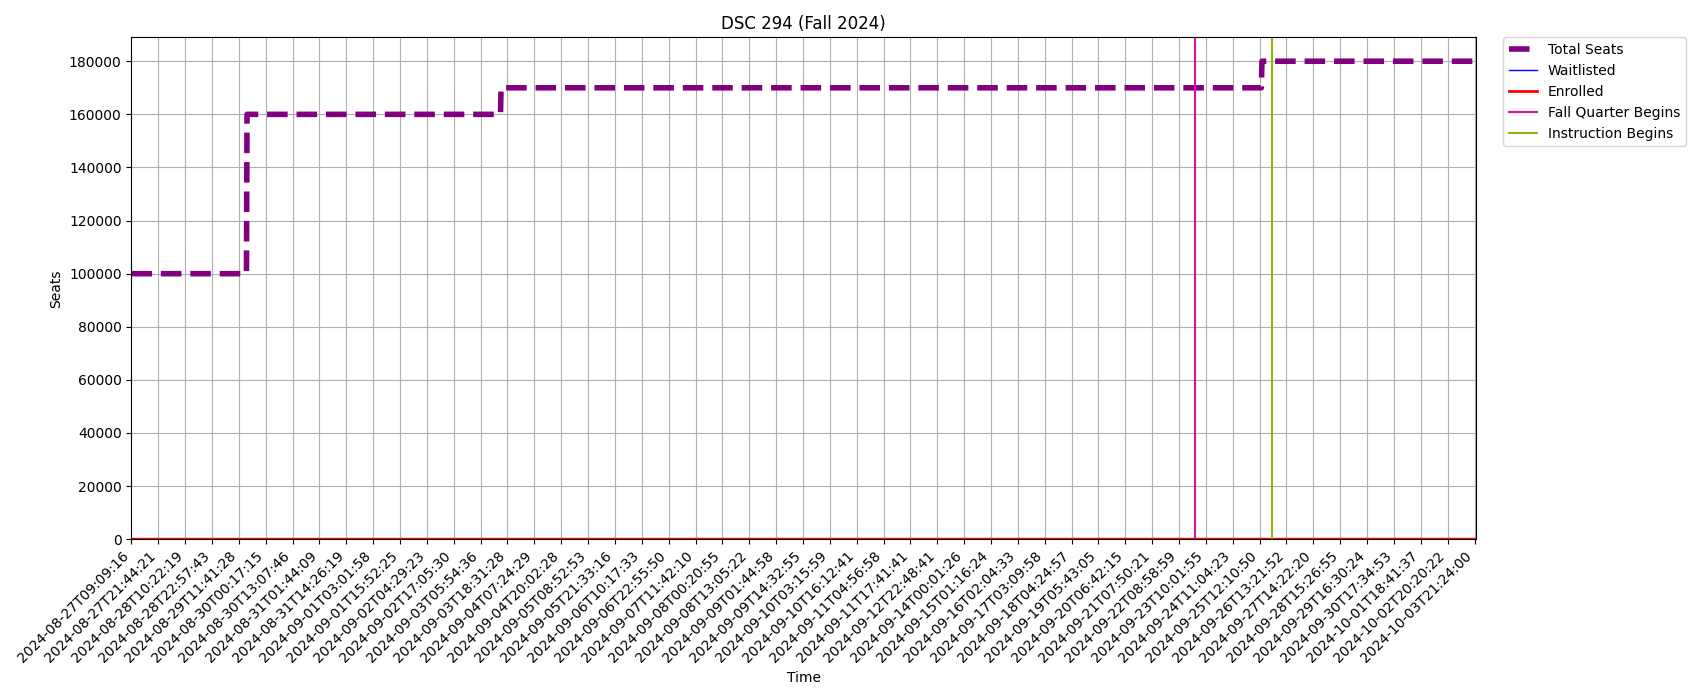 DSC 294 (Fall 2024)
Total Seats
Waitlisted
Enrolled
Fall Quarter Begins
Instruction Begins
180000
160000
140000
120000
100000
80000
60000
40000
20000
0
Seats
2024-08-27T09:09:16
2024-08-27T21:44:21
2024-08-28T10:22:19
2024-08-28T22:57:43
2024-08-29T11:41:28
2024-08-30T00:17:15
2024-08-30T13:07:46
2024-08-31T01:44:09
2024-08-31T14:26:19
2024-09-01T03:01:58
2024-09-01T15:52:25
2024-09-02T04:29:23
2024-09-02T17:05:30
2024-09-03T05:54:36
2024-09-03T18:31:28
2024-09-04T07:24:29
2024-09-04T20:02:28
2024-09-05T08:52:53
2024-09-05T21:33:16
2024-09-06T10:17:33
2024-09-06T22:55:50
2024-09-07T11:42:10
2024-09-08T00:20:55
2024-09-08T13:05:22
2024-09-09T01:44:58
2024-09-09T14:32:55
2024-09-10T03:15:59
2024-09-10T16:12:41
2024-09-11T04:56:58
2024-09-11T17:41:41
2024-09-12T22:48:41
2024-09-14T00:01:26
2024-09-15T01:16:24
2024-09-16T02:04:33
2024-09-17T03:09:58
2024-09-18T04:24:57
2024-09-19T05:43:05
2024-09-20T06:42:15
2024-09-21T07:50:21
2024-09-22T08:58:59
2024-09-23T10:01:55
2024-09-24T11:04:23
2024-09-25T12:10:50
2024-09-26T13:21:52
2024-09-27T14:22:20
2024-09-28T15:26:55
2024-09-29T16:30:24
2024-09-30T17:34:53
2024-10-01T18:41:37
2024-10-02T20:20:22
2024-10-03T21:24:00
Time